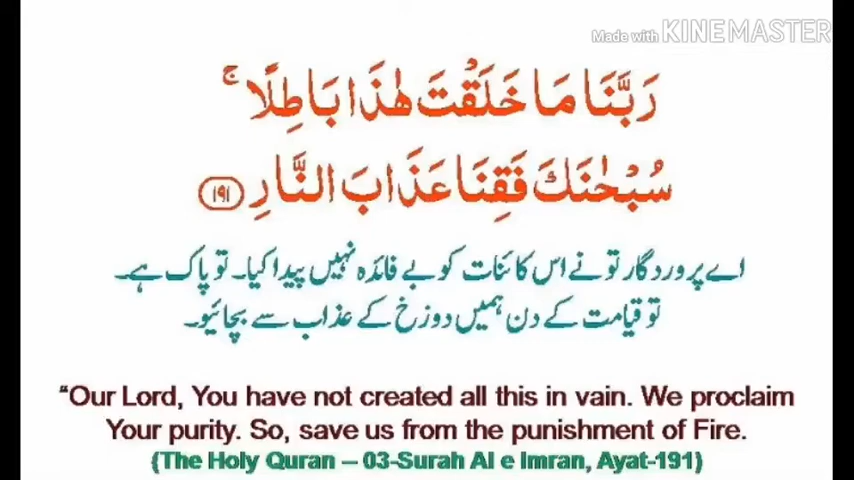 Made with KINEMASTER
رَبَّنَا مَا خَلَقْتَ هٰذَا بَاطِلًا ۚ
سُبْحٰنَكَ فَقِنَا عَذَابَ النَّارِ ﴿۱۹۱﴾
اے پروردگار تو نے اس کائنات کو بے فائدہ نہیں پیدا کیا۔ تو پاک ہے۔
تو قیامت کے دن ہمیں دوزخ کے عذاب سے بچائیو۔
“Our Lord, You have not created all this in vain. We proclaim
Your purity. So, save us from the punishment of Fire.
(The Holy Quran – 03-Surah Al e Imran, Ayat-191)